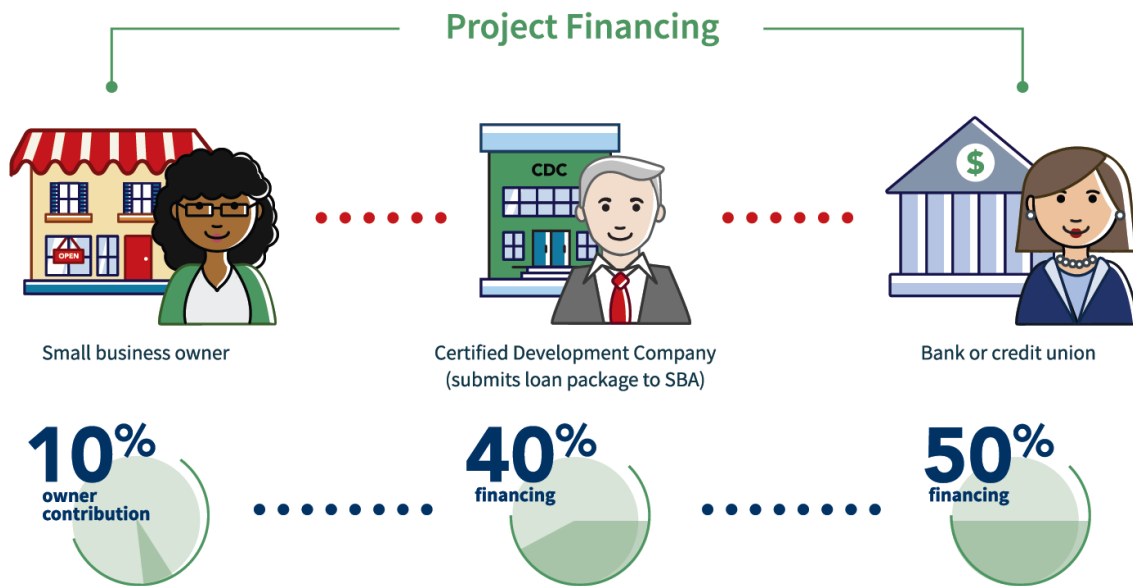 Project Financing
OPEN
CDC
$
Small business owner
Certified Development Company
(submits loan package to SBA)
Bank or credit union
10%
owner
contribution
40%
financing
50%
financing